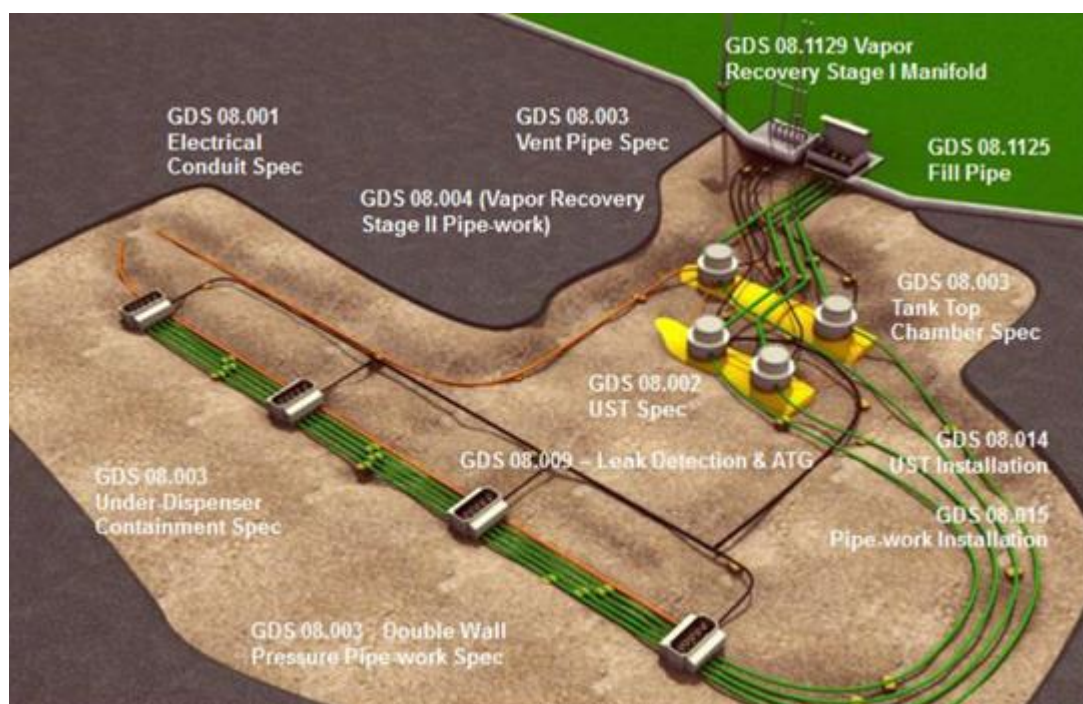 GDS 08.1129 Vapor
Recovery Stage I Manifold
GDS 08.001
Electrical
Conduit Spec
GDS 08.003
Vent Pipe Spec
GDS 08.1125
Fill Pipe
GDS 08.004 (Vapor Recovery
Stage II Pipe-work)
GDS 08.003
Tank Top
Chamber Spec
GDS 08.002
UST Spec
GDS 08.014
UST Installation
GDS 08.009 – Leak Detection & ATG
GDS 08.003
Under-Dispenser
Containment Spec
GDS 08.015
Pipe-work Installation
GDS 08.003 Double Wall
Pressure Pipe-work Spec